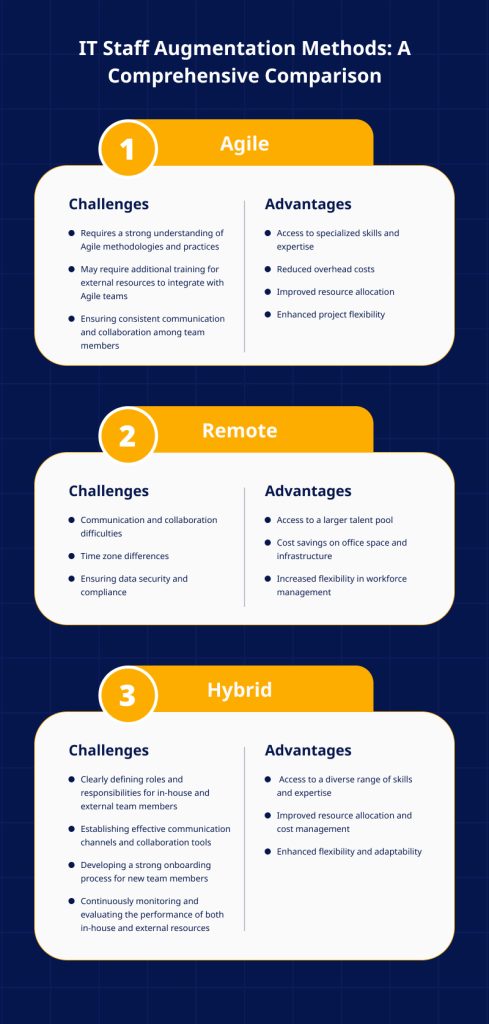 IT Staff Augmentation Methods: A
Comprehensive Comparison
1
Agile
Challenges
Requires a strong understanding of
Agile methodologies and practices
May require additional training for
external resources to integrate with
Agile teams
Ensuring consistent communication
and collaboration among team
members
Advantages
Access to specialized skills and
expertise
Reduced overhead costs
Improved resource allocation
Enhanced project flexibility
2
Remote
Challenges
Communication and collaboration
difficulties
Time zone differences
Ensuring data security and
compliance
Advantages
Access to a larger talent pool
Cost savings on office space and
infrastructure
Increased flexibility in workforce
management
3
Hybrid
Challenges
Clearly defining roles and
responsibilities for in-house and
external team members
Establishing effective communication
channels and collaboration tools
Developing a strong onboarding
process for new team members
Continuously monitoring and
evaluating the performance of both
in-house and external resources
Advantages
Access to a diverse range of skills
and expertise
Improved resource allocation and
cost management
Enhanced flexibility and adaptability